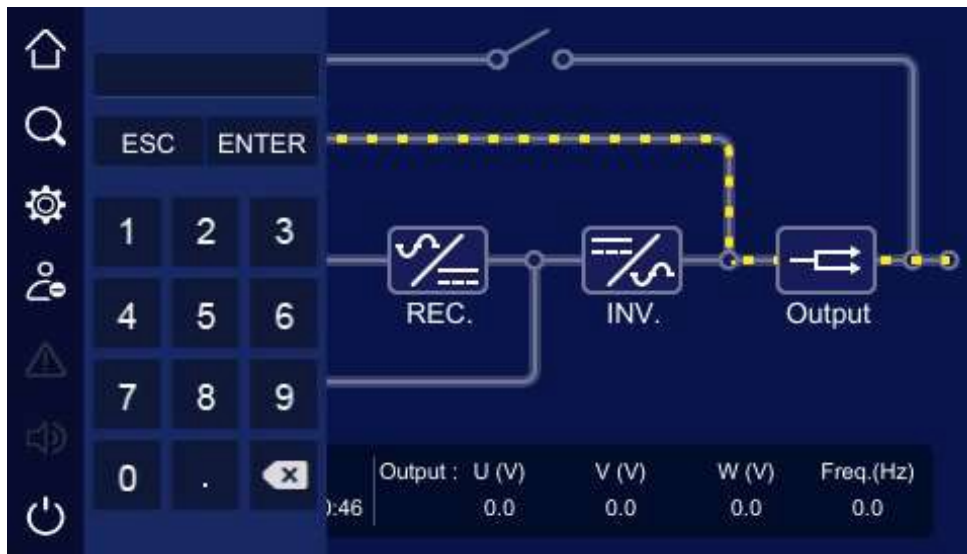 ESC ENTER
1 2 3
4 5 6
7 8 9
0 .
REC. INV. Output
Output : U (V) V (V) W (V) Freq.(Hz)
:46 0.0 0.0 0.0 0.0